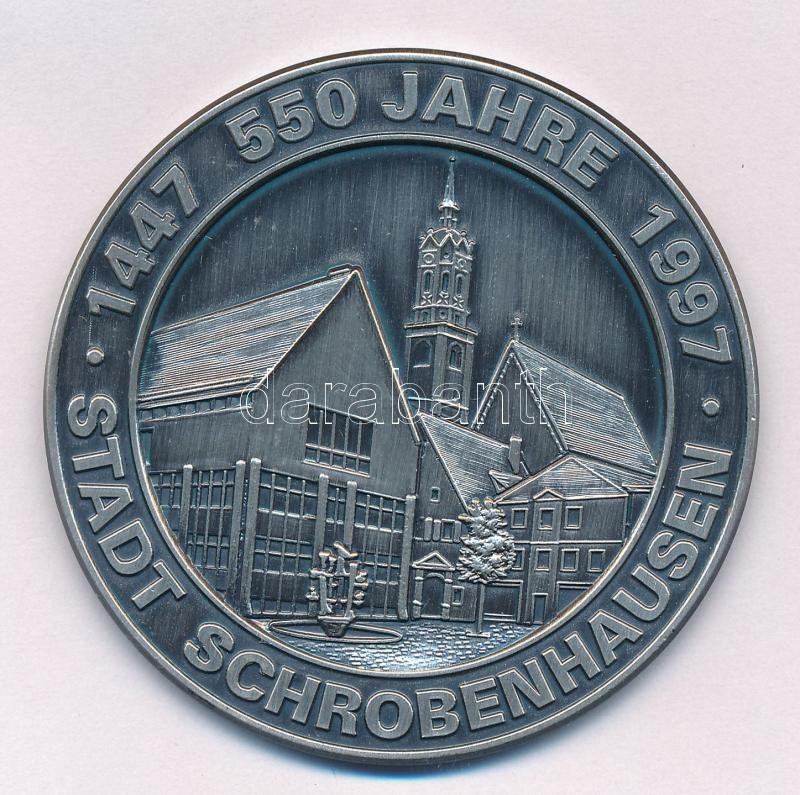 1447 550 JAHRE 1997
· STADT SCHROBENHAUSEN ·
darabanth